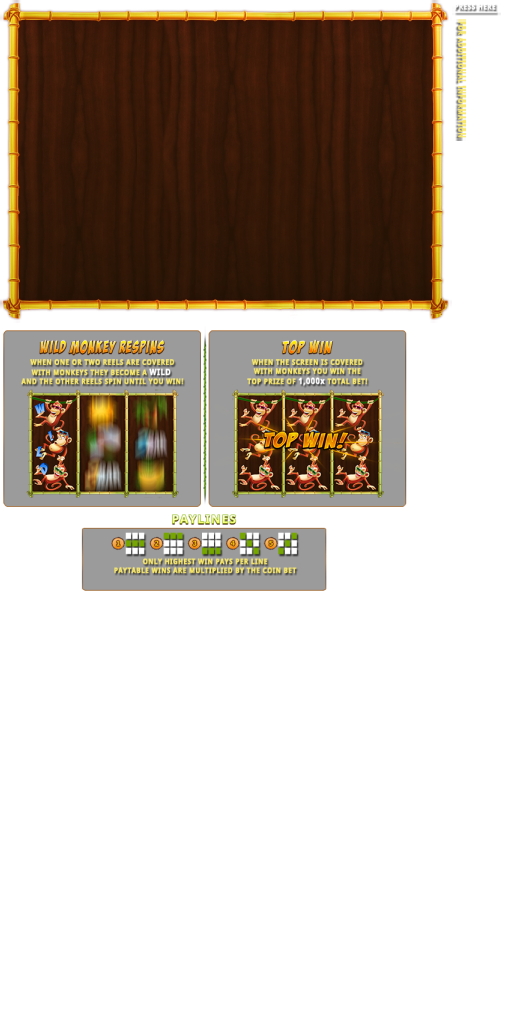 PRESS HERE
FOR ADDITIONAL INFORMATION
WILD MONKEY RESPINS
WHEN ONE OR TWO REELS ARE COVERED
WITH MONKEYS THEY BECOME A WILD
AND THE OTHER REELS SPIN UNTIL YOU WIN!
W
I
L
D
TOP WIN
WHEN THE SCREEN IS COVERED
WITH MONKEYS YOU WIN THE
TOP PRIZE OF 1,000x TOTAL BET!
TOP WIN!
PAYLINES
1 2 3 4 5
ONLY HIGHEST WIN PAYS PER LINE
PAYTABLE WINS ARE MULTIPLIED BY THE COIN BET